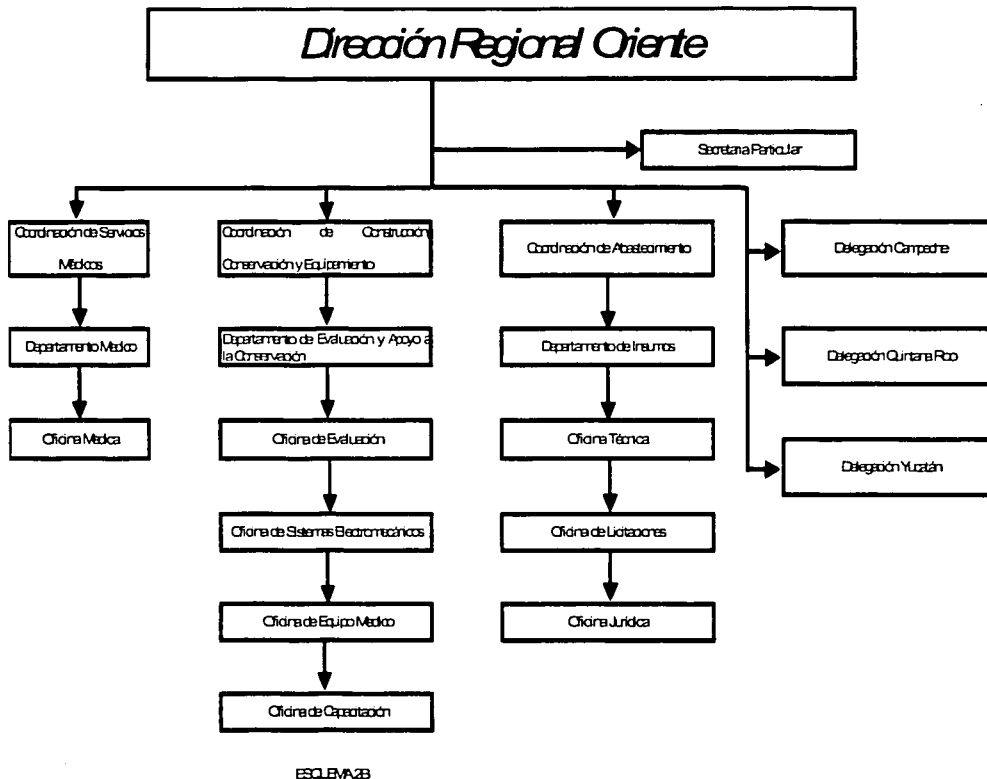 Dirección Regional Oriente
Secretaria Particular
Coordinación de Servicios
Médicos
Coordinación de Construcción,
Conservación y Equipamiento
Coordinación de Abastecimiento
Delegación Campeche
Departamento Medico
Departamento de Evaluación y Apoyo a
la Conservación
Departamento de Insumos
Delegación Quintana Roo
Oficina Medica
Oficina de Evaluación
Oficina Técnica
Delegación Yucatán
Oficina de Sistemas Electromecánicos
Oficina de Licitaciones
Oficina de Equipo Medico
Oficina Jurídica
Oficina de Capacitación
ESQUEMA 2B